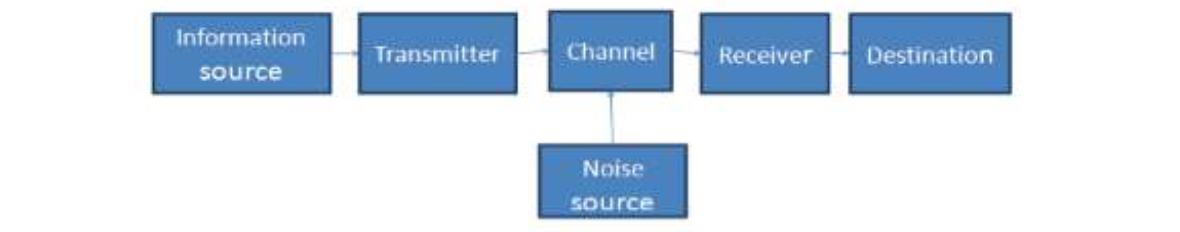 Information
source
Transmitter
Channel
Receiver
Destination
Noise
source